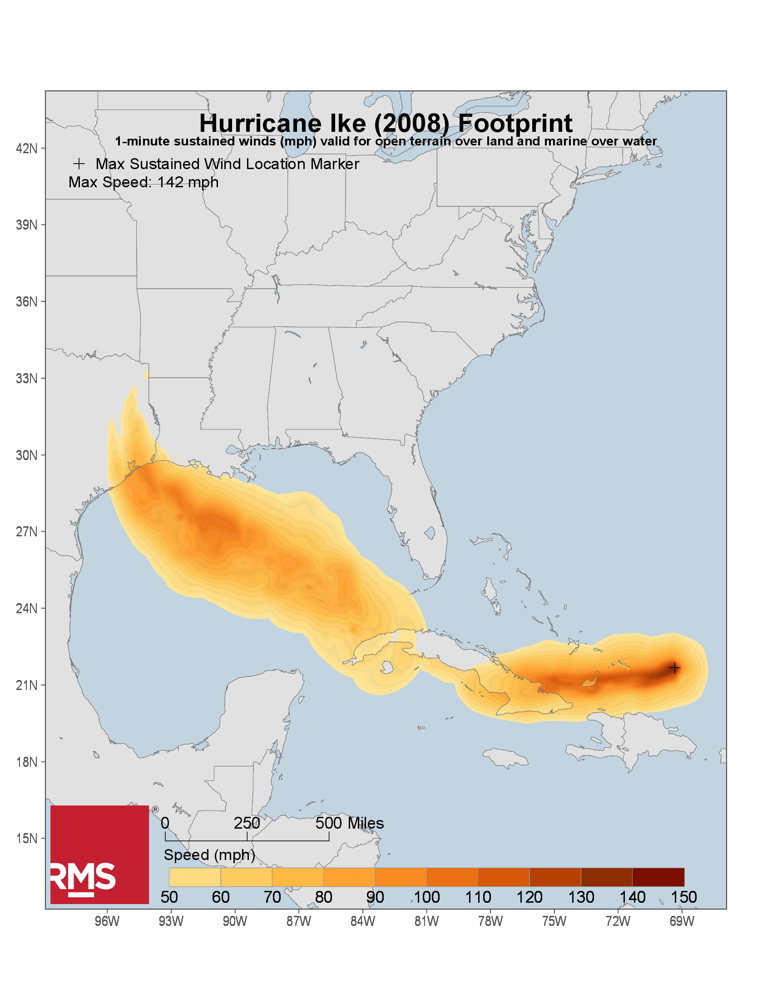 Hurricane Ike (2008) Footprint
1-minute sustained winds (mph) valid for open terrain over land and marine over water
Max Sustained Wind Location Marker
Max Speed: 142 mph
42N
39N
36N
33N
30N
27N
24N
21N
18N
15N
RMS
®
0 250 500 Miles
Speed (mph)
50 60 70 80 90 100 110 120 130 140 150
96W 93W 90W 87W 84W 81W 78W 75W 72W 69W